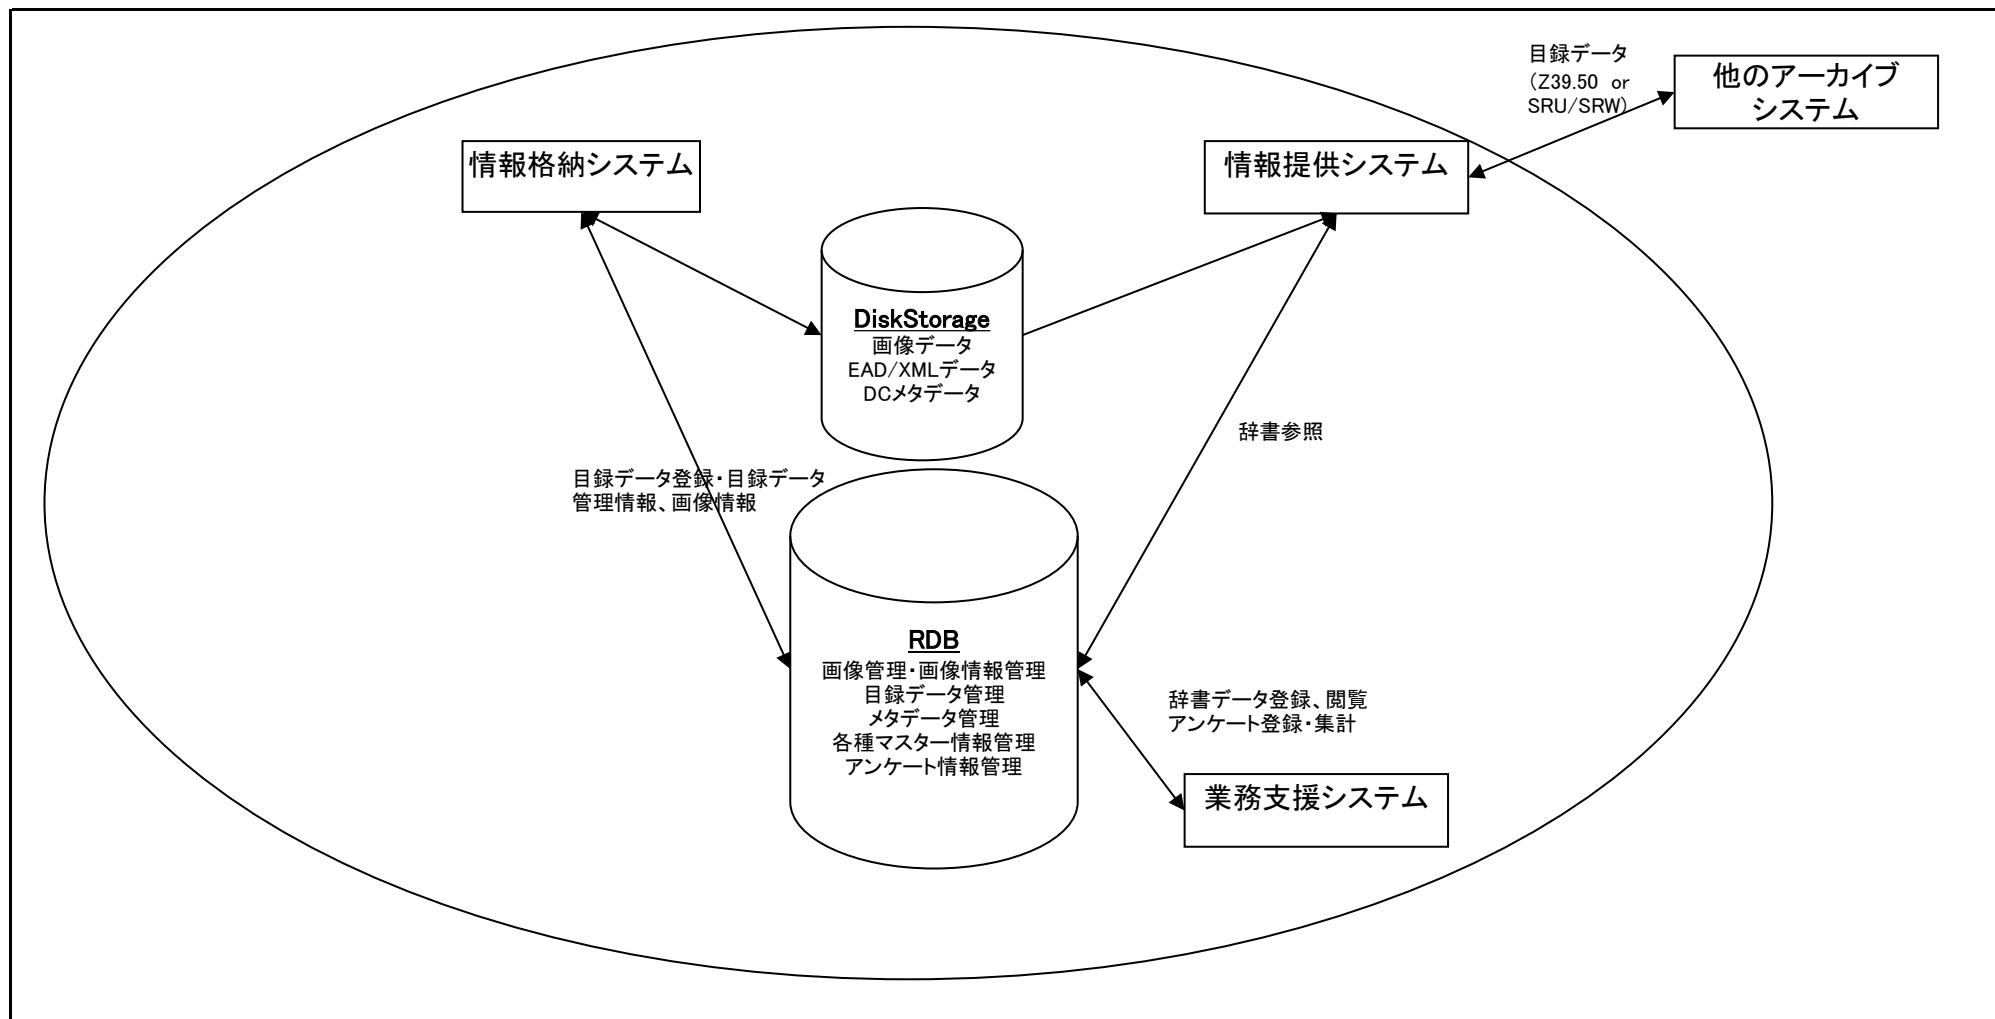 目録データ
（Z39.50 or
SRU/SRW）
他のアーカイブ
システム
情報格納システム
情報提供システム
DiskStorage
画像データ
EAD/XMLデータ
DCメタデータ
辞書参照
目録データ登録・目録データ
管理情報、画像情報
RDB
画像管理・画像情報管理
目録データ管理
メタデータ管理
各種マスター情報管理
アンケート情報管理
辞書データ登録、閲覧
アンケート登録・集計
業務支援システム